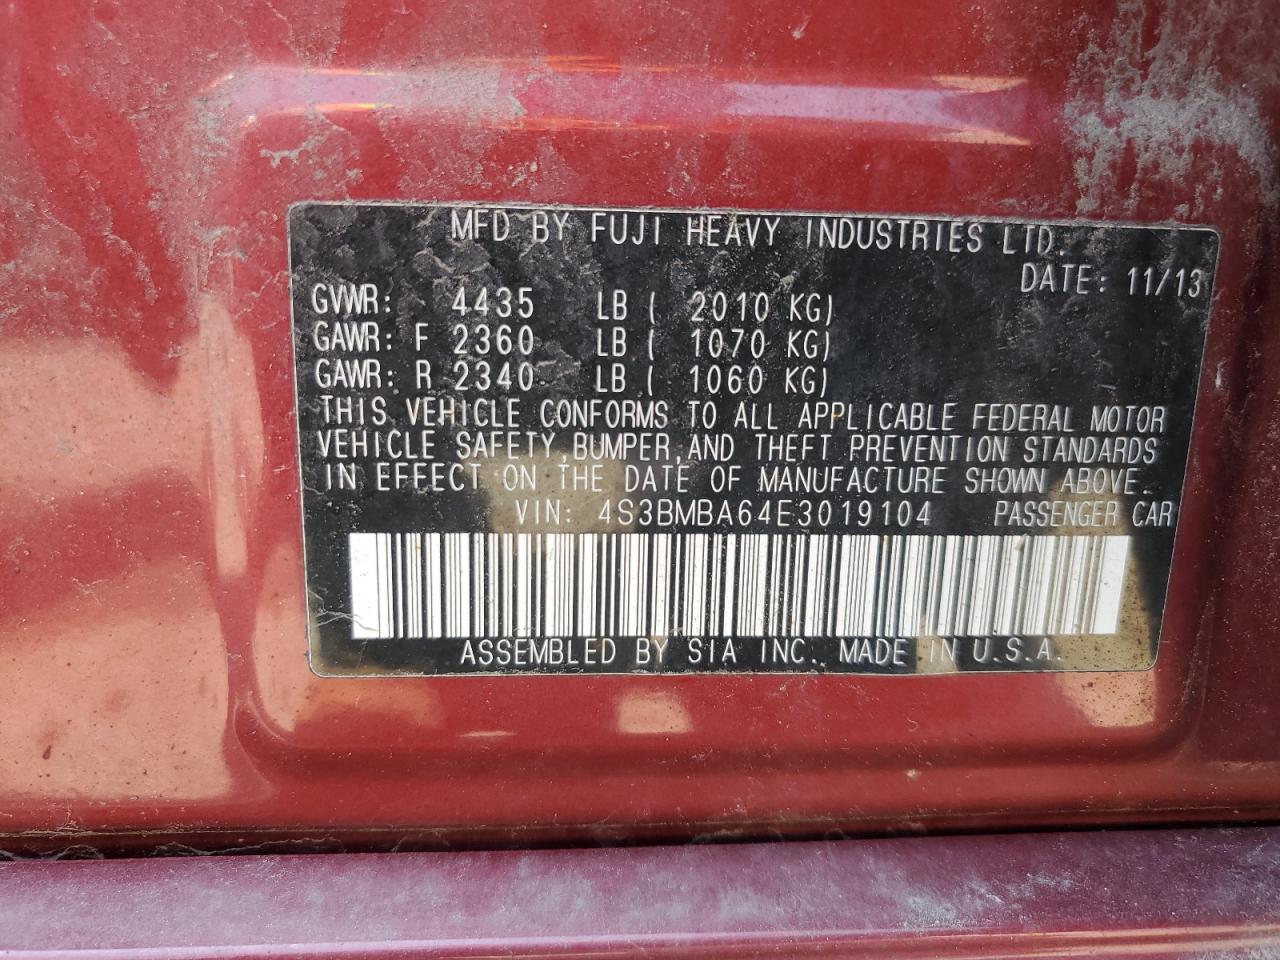 MFD BY FUJI HEAVY INDUSTRIES LTD.
DATE: 11/13
GVWR: 4435 LB ( 2010 KG)
GAWR: F 2360 LB ( 1070 KG)
GAWR: R 2340 LB ( 1060 KG)
THIS VEHICLE CONFORMS TO ALL APPLICABLE FEDERAL MOTOR
VEHICLE SAFETY, BUMPER, AND THEFT PREVENTION STANDARDS
IN EFFECT ON THE DATE OF MANUFACTURE SHOWN ABOVE.
VIN: 4S3BMBA64E3019104 PASSENGER CAR
ASSEMBLED BY SIA INC. MADE IN U.S.A.